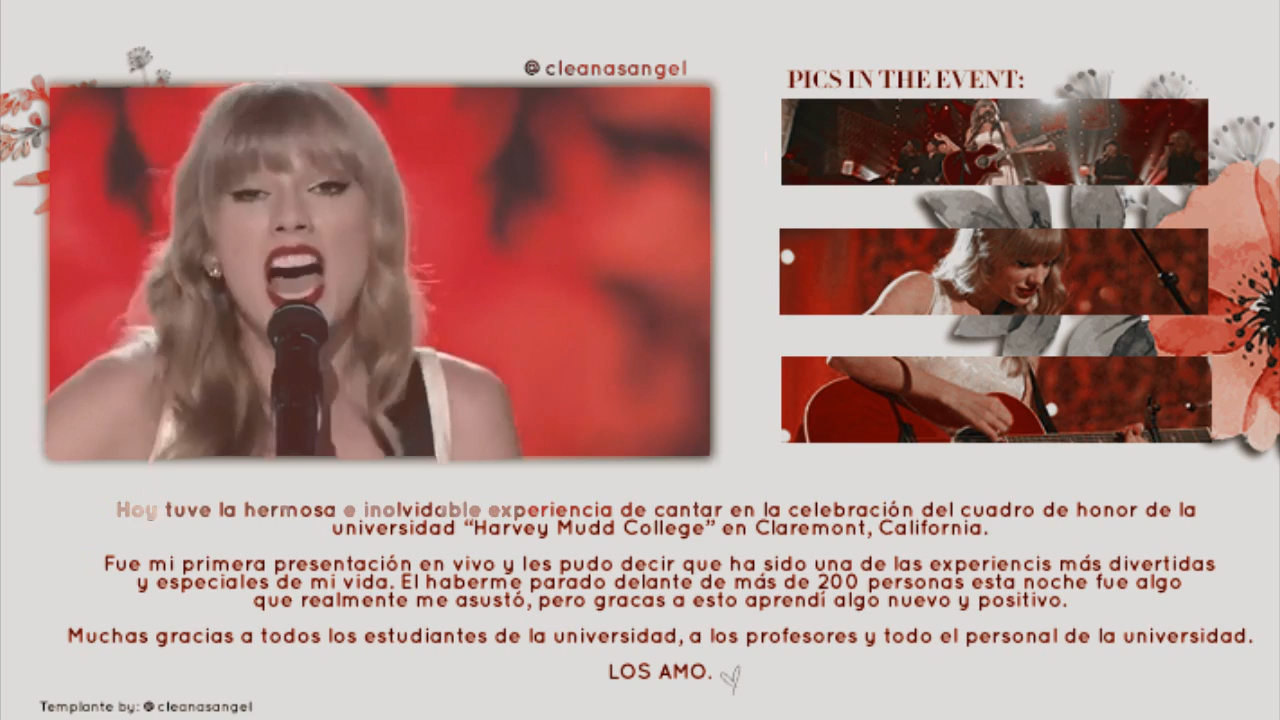 @cleanasangel
PICS IN THE EVENT:
Hoy tuve la hermosa e inolvidable experiencia de cantar en la celebración del cuadro de honor de la
universidad “Harvey Mudd College” en Claremont, California.
Fue mi primera presentación en vivo y les pudo decir que ha sido una de las experiencis más divertidas
y especiales de mi vida. El haberme parado delante de más de 200 personas esta noche fue algo
que realmente me asustó, pero gracas a esto aprendí algo nuevo y positivo.
Muchas gracias a todos los estudiantes de la universidad, a los profesores y todo el personal de la universidad.
LOS AMO.
Templante by: @cleanasangel